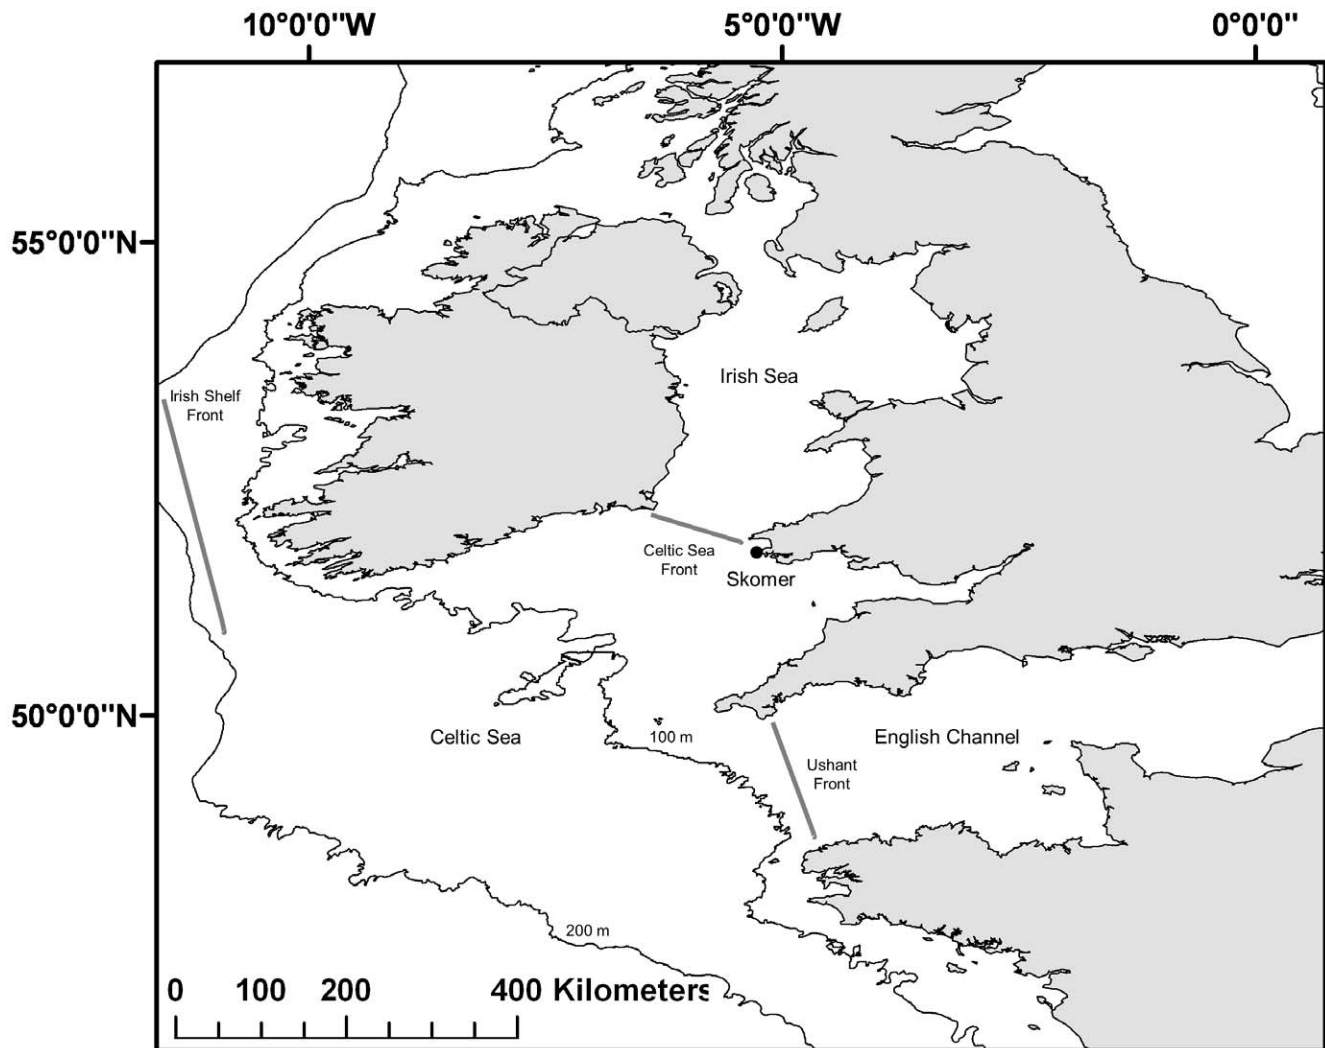 10°0'0"W 5°0'0"W 0°0'0"
55°0'0"N
Irish Sea
Irish Shelf
Front
Celtic Sea
Front
Skomer
50°0'0"N
Celtic Sea
100 m
English Channel
Ushant
Front
200 m
0 100 200 400 Kilometers